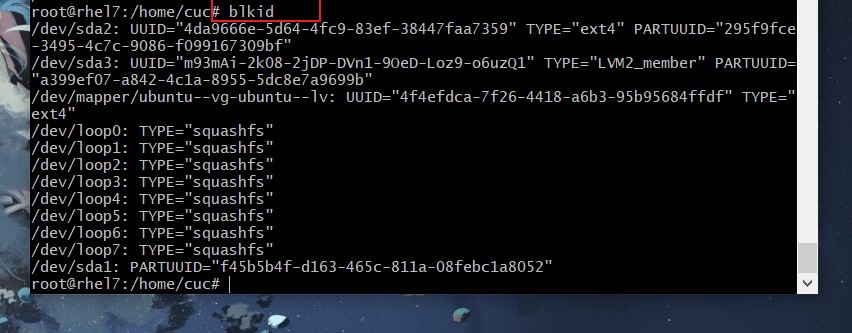 root@rhel7:/home/cuc# blkid
/dev/sda2: UUID="4da9666e-5d64-4fc9-83ef-38447faa7359" TYPE="ext4" PARTUUID="295f9fce
-3495-4c7c-9086-f099167309bf"
/dev/sda3: UUID="m93mAi-2k08-2jDP-DVn1-9OeD-Loz9-o6uzQ1" TYPE="LVM2_member" PARTUUID=
"a399ef07-a842-4c1a-8955-5dc8e7a9699b"
/dev/mapper/ubuntu--vg-ubuntu--lv: UUID="4f4efdca-7f26-4418-a6b3-95b95684ffdf" TYPE="
ext4"
/dev/loop0: TYPE="squashfs"
/dev/loop1: TYPE="squashfs"
/dev/loop2: TYPE="squashfs"
/dev/loop3: TYPE="squashfs"
/dev/loop4: TYPE="squashfs"
/dev/loop5: TYPE="squashfs"
/dev/loop6: TYPE="squashfs"
/dev/loop7: TYPE="squashfs"
/dev/sda1: PARTUUID="f45b5b4f-d163-465c-811a-08febc1a8052"
root@rhel7:/home/cuc#